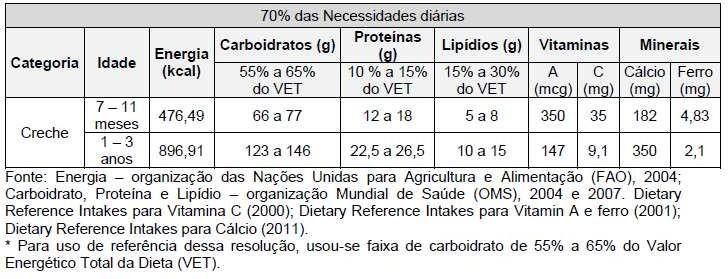 70% das Necessidades diárias
Categoria Idade Energia (kcal) Carboidratos (g) Proteínas (g) Lipídios (g) Vitaminas Minerais
55% a 65% do VET 10 % a 15% do VET 15% a 30% do VET A (mcg) C (mg) Cálcio (mg) Ferro (mg)
Creche 7 – 11 meses 476,49 66 a 77 12 a 18 5 a 8 350 35 182 4,83
1 – 3 anos 896,91 123 a 146 22,5 a 26,5 10 a 15 147 9,1 350 2,1
Fonte: Energia – organização das Nações Unidas para Agricultura e Alimentação (FAO), 2004;
Carboidrato, Proteína e Lipídio – organização Mundial de Saúde (OMS), 2004 e 2007. Dietary
Reference Intakes para Vitamina C (2000); Dietary Reference Intakes para Vitamin A e ferro (2001);
Dietary Reference Intakes para Cálcio (2011).
* Para uso de referência dessa resolução, usou-se faixa de carboidrato de 55% a 65% do Valor
Energético Total da Dieta (VET).